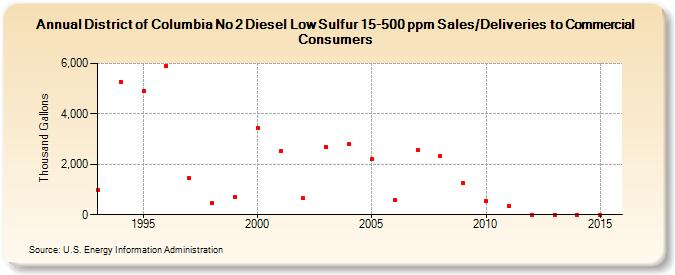 Annual District of Columbia No 2 Diesel Low Sulfur 15-500 ppm Sales/Deliveries to Commercial
Consumers
Thousand Gallons
6,000
4,000
2,000
0
1995
2000
2005
2010
2015
Source: U.S. Energy Information Administration